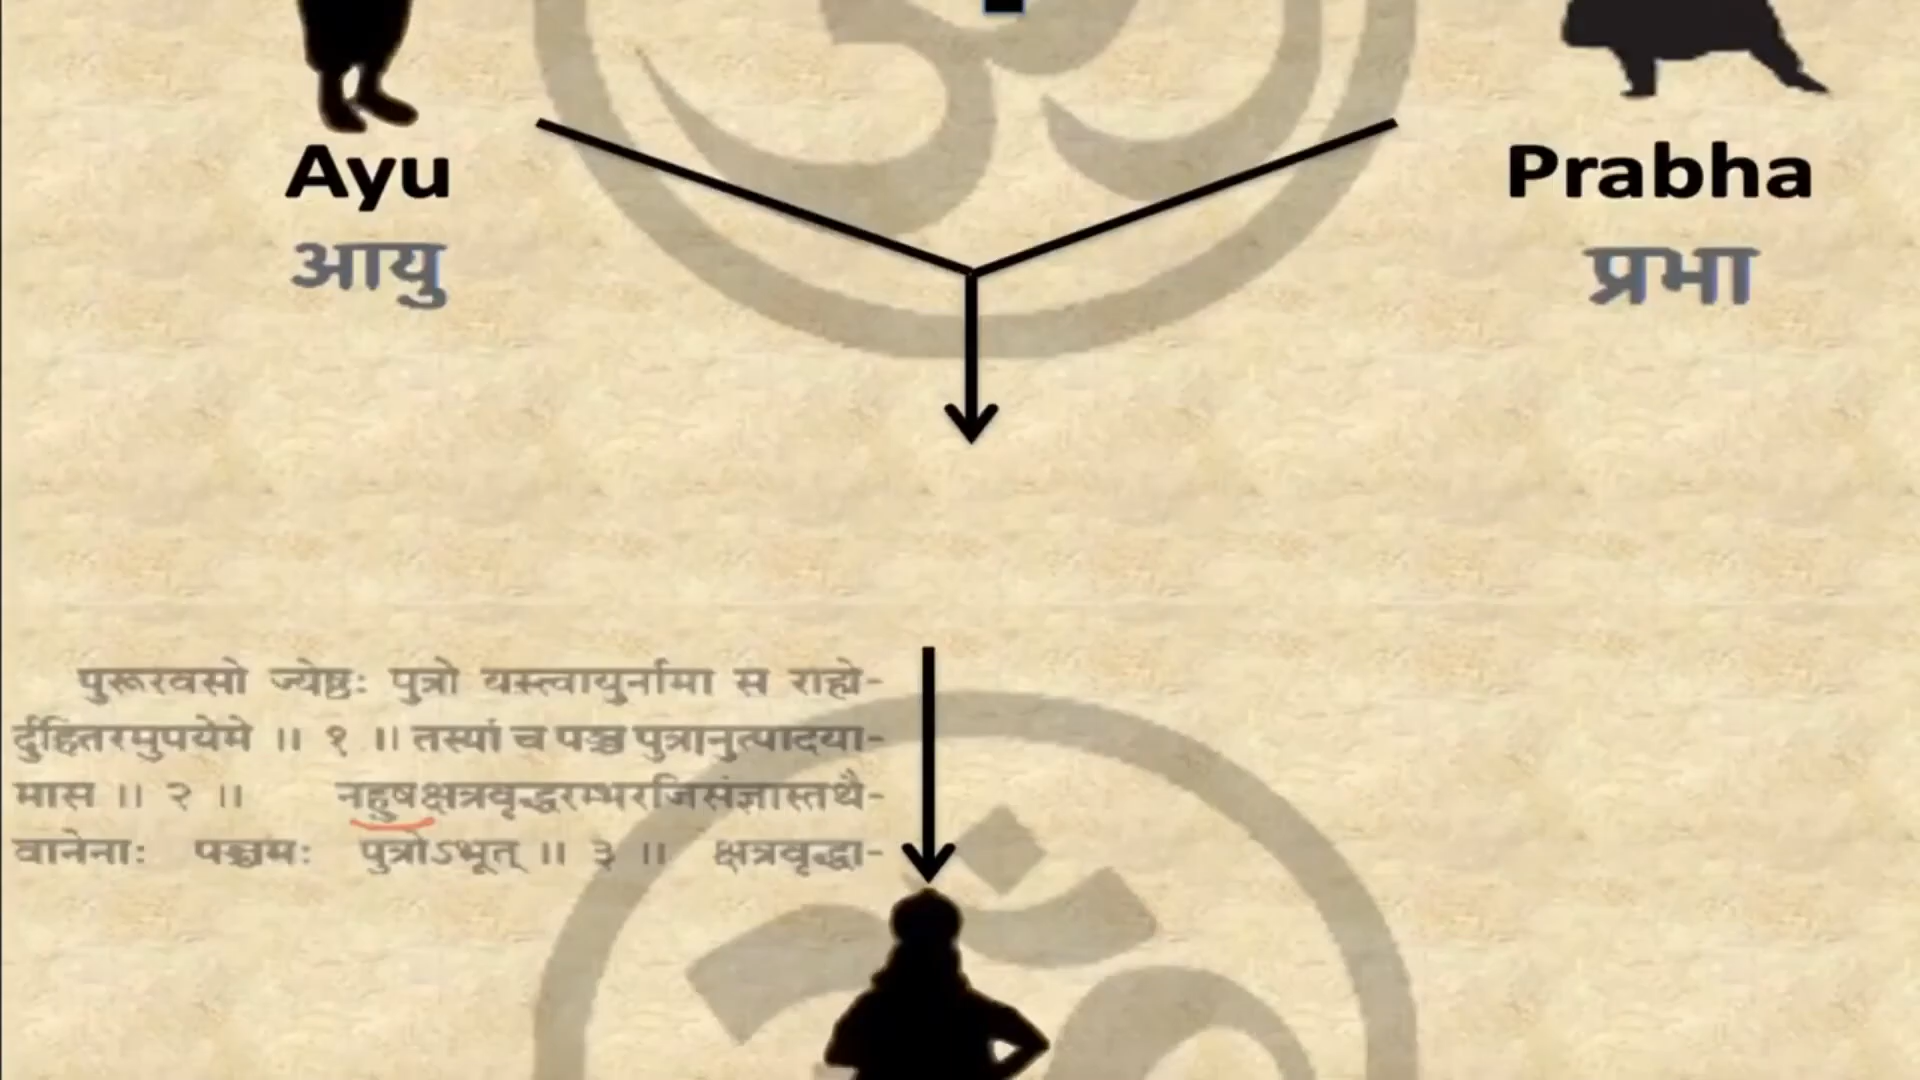 Ayu
आयु
Prabha
प्रभा
पुरूरवसो ज्येष्ठः पुत्रो यस्त्वायुर्नामा स राहो-
र्दुहितरमुपयेमे ॥ १ ॥ तस्यां च पञ्च पुत्रानुत्पादया-
मास ॥ २ ॥ नहुषक्षत्रवृद्धरम्भरजिसंज्ञास्तथै-
वानेनाः पञ्चमः पुत्रोऽभूत् ॥ ३ ॥ क्षत्रवृद्धा-